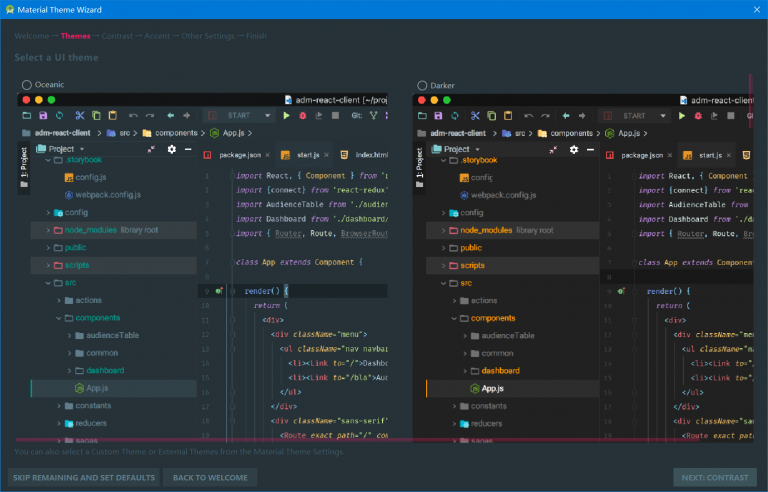 Material Theme Wizard
Welcome → Themes → Contrast → Accent → Other Settings → Finish
Select a UI theme
Oceanic
adm-react-client [~/pro
START
Git:
adm-react-client > src > components > App.js >
1: Project
Project
package.json
start.js
index.html
.storybook
config.js
webpack.config.js
config
node_modules library root
public
scripts
src
actions
components
audienceTable
common
dashboard
App.js
constants
reducers
sagas
1 import React, { Component } from 'r
2 import {connect} from 'react-redux'
3 import AudienceTable from './audien
4 import Dashboard from './dashboard/
5 import { Router, Route, BrowserRout
6
7 class App extends Component {
8
9 render() {
10 return (
11 <div>
12 <div className="menu">
13 <ul className="nav navbar
14 <li><Link to="/">Dashbo
15 <li><Link to="/bla">Aud
16 </ul>
17 </div>
18 <div className="sans-serif"
19 <Route exact path="/" com
Darker
adm-react-client [~/
START
adm-react-client > src > components > App.js >
1: Project
Project
package.json
start.js
.storybook
config
webpack.config.js
config
node_modules library root
public
scripts
src
actions
components
audienceTable
common
dashboard
App.js
constants
reducers
sagas
1 import React, { Component
2 import {connect} from 'rea
3 import AudienceTable from
4 import Dashboard from './d
5 import { Router, Route, Br
6
7 class App extends Componen
8
9 render() {
10 return (
11 <div>
12 <div className="men
13 <ul className="na
14 <li><Link to="/
15 <li><Link to="/
16 </ul>
17 </div>
18 <div className="san
19 <Route exact path
You can also select a Custom Theme or External Themes from the Material Theme Settings.
SKIP REMAINING AND SET DEFAULTS
BACK TO WELCOME
NEXT: CONTRAST